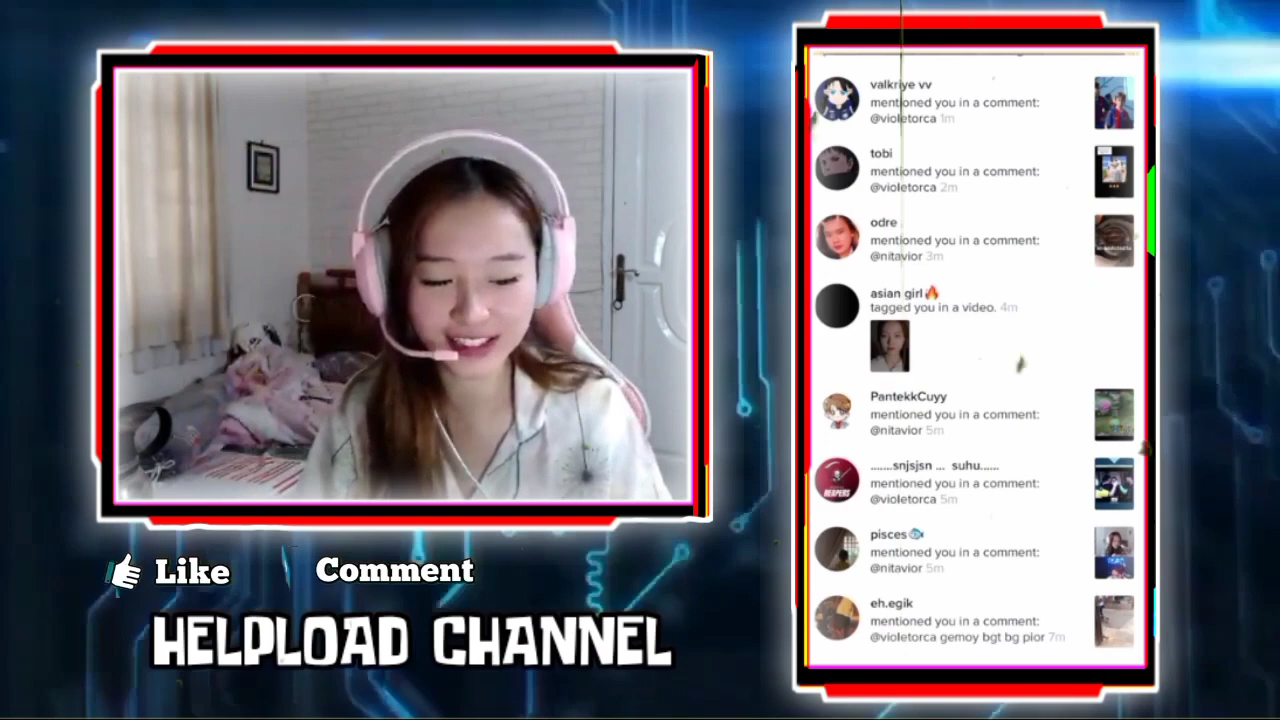 Like
Comment
HELPLOAD CHANNEL
valkriye vv
mentioned you in a comment:
@violetorca 1m
tobi
mentioned you in a comment:
@violetorca 2m
odre
mentioned you in a comment:
@nitavior 3m
asian girl🔥
tagged you in a video. 4m
PantekkCuyy
mentioned you in a comment:
@nitavior 5m
.......snjsjsn ... suhu......
mentioned you in a comment:
@violetorca 5m
REAPERS
pisces🐟
mentioned you in a comment:
@nitavior 5m
eh.egik
mentioned you in a comment:
@violetorca gemoy bgt bg pior 7m